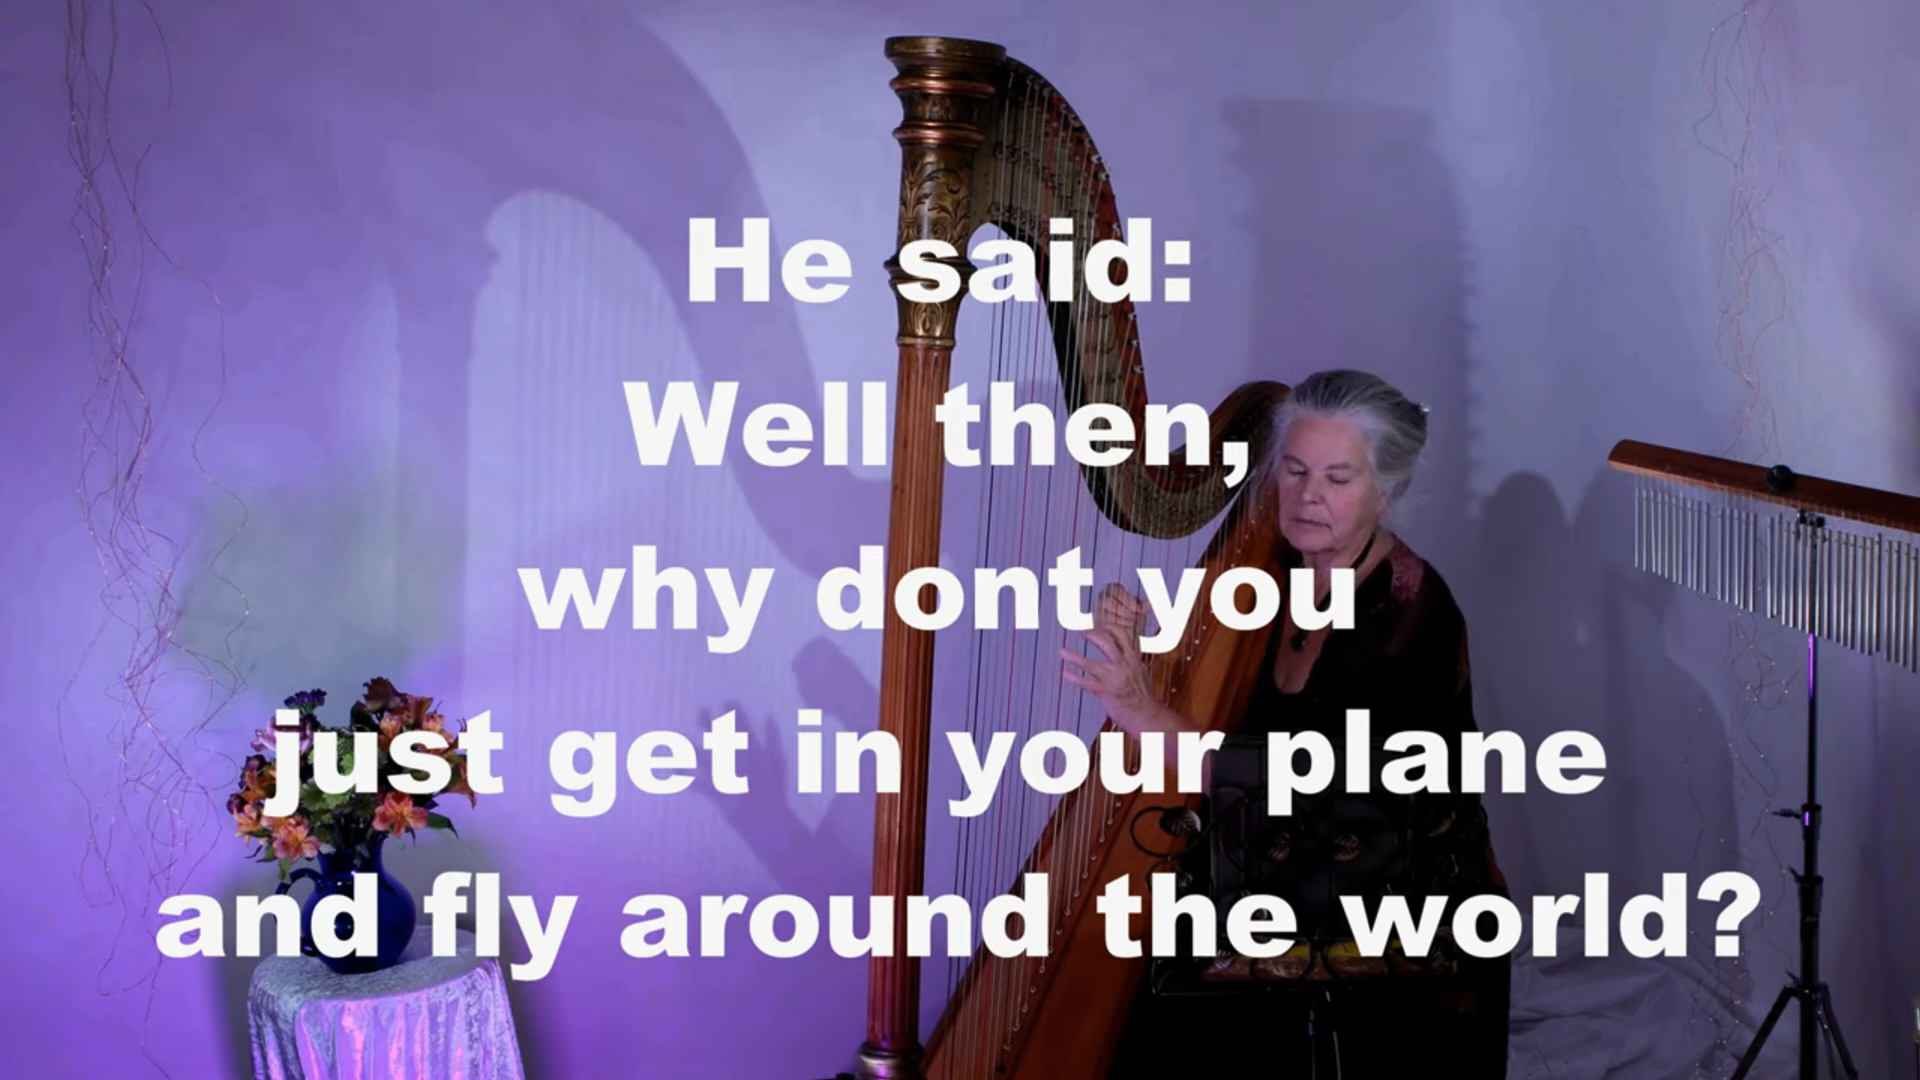 He said:
Well then,
why dont you
just get in your plane
and fly around the world?